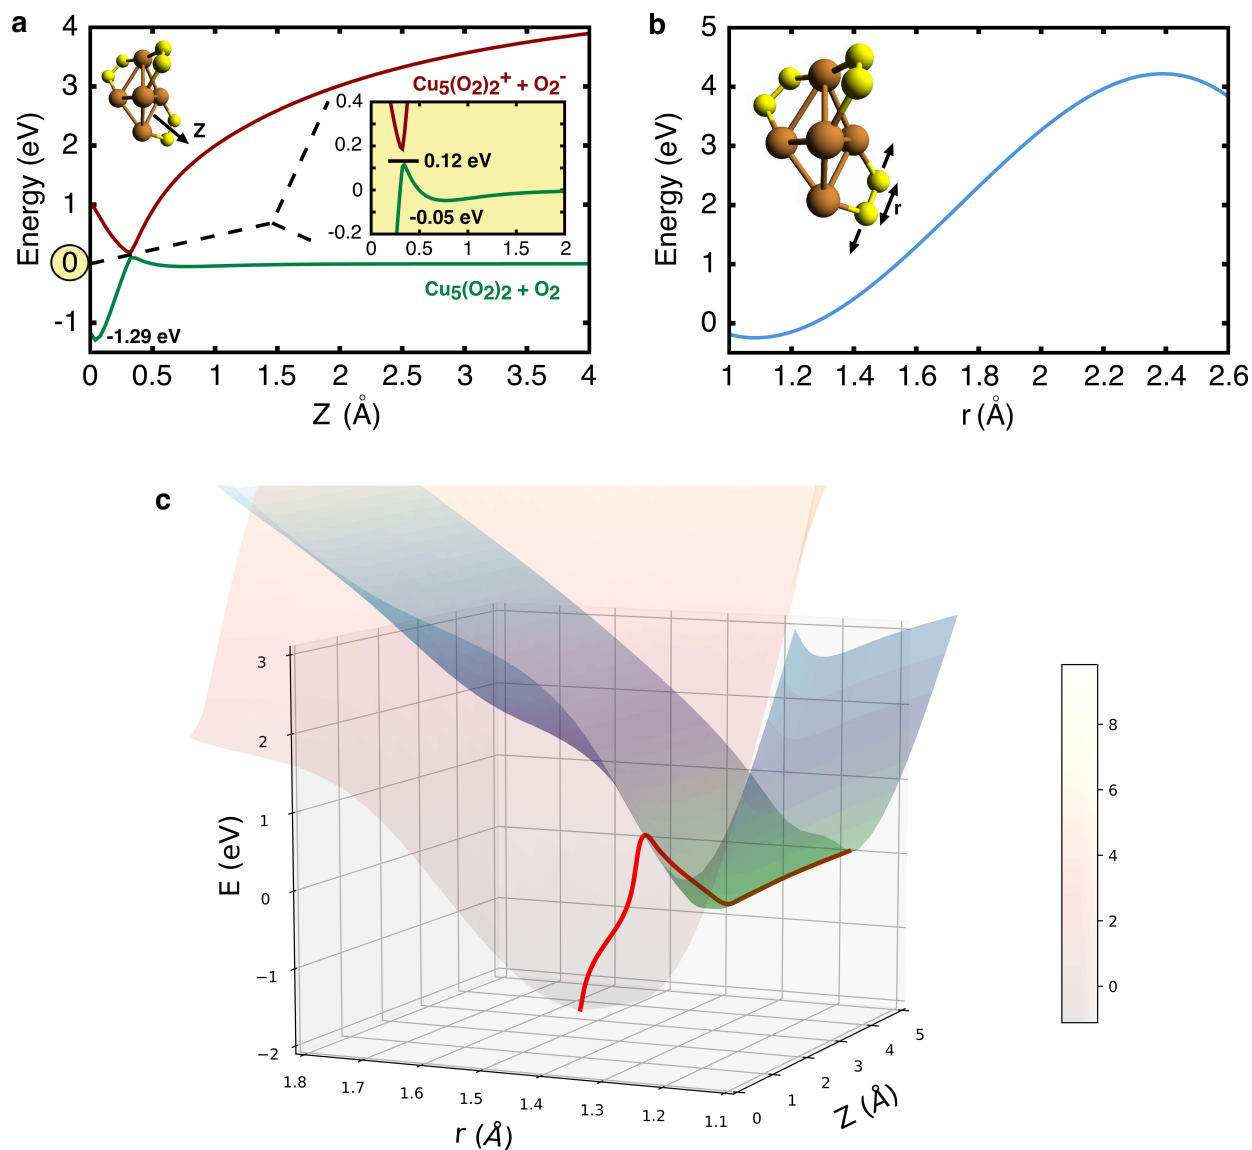 a
4
3
2
1
0
-1
Energy (eV)
Z
Cu5(O2)2+ + O2-
0.4
0.2
0
-0.2
0.12 eV
-0.05 eV
0 0.5 1 1.5 2
Cu5(O2)2 + O2
-1.29 eV
0 0.5 1 1.5 2 2.5 3 3.5 4
Z (Å)
b
5
4
3
2
1
0
Energy (eV)
r
1 1.2 1.4 1.6 1.8 2 2.2 2.4 2.6
r (Å)
c
3
2
1
0
−1
−2
E (eV)
1.8 1.7 1.6 1.5 1.4 1.3 1.2 1.1
r (Å)
0 1 2 3 4 5
Z (Å)
8
6
4
2
0